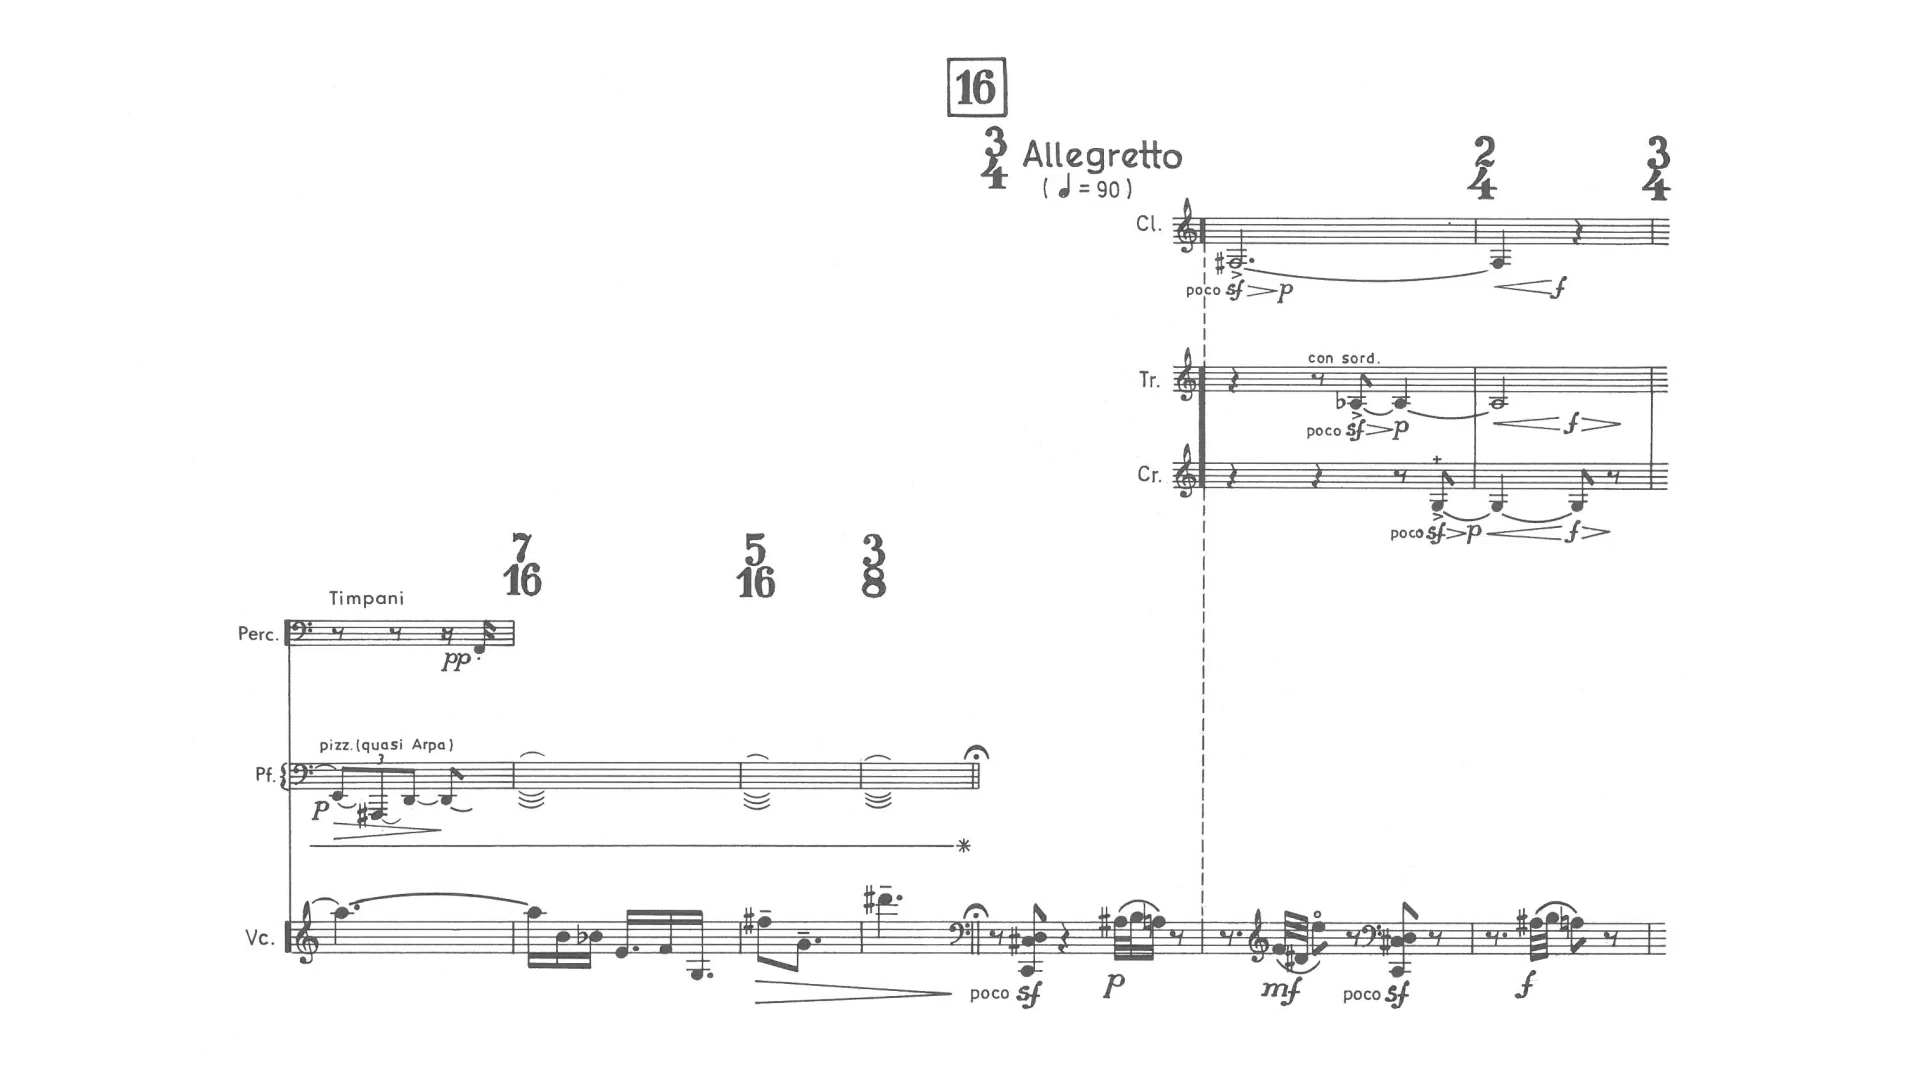 16
3
4
Allegretto
( = 90 )
2
4
3
4
Cl.
poco sf p
f
con sord.
Tr.
poco sf p
f
Cr.
+
poco sf p
f
7
16
5
16
3
8
Timpani
Perc.
pp
pizz. (quasi Arpa)
3
Pf.
p
*
Vc.
poco sf
p
mf
poco sf
f